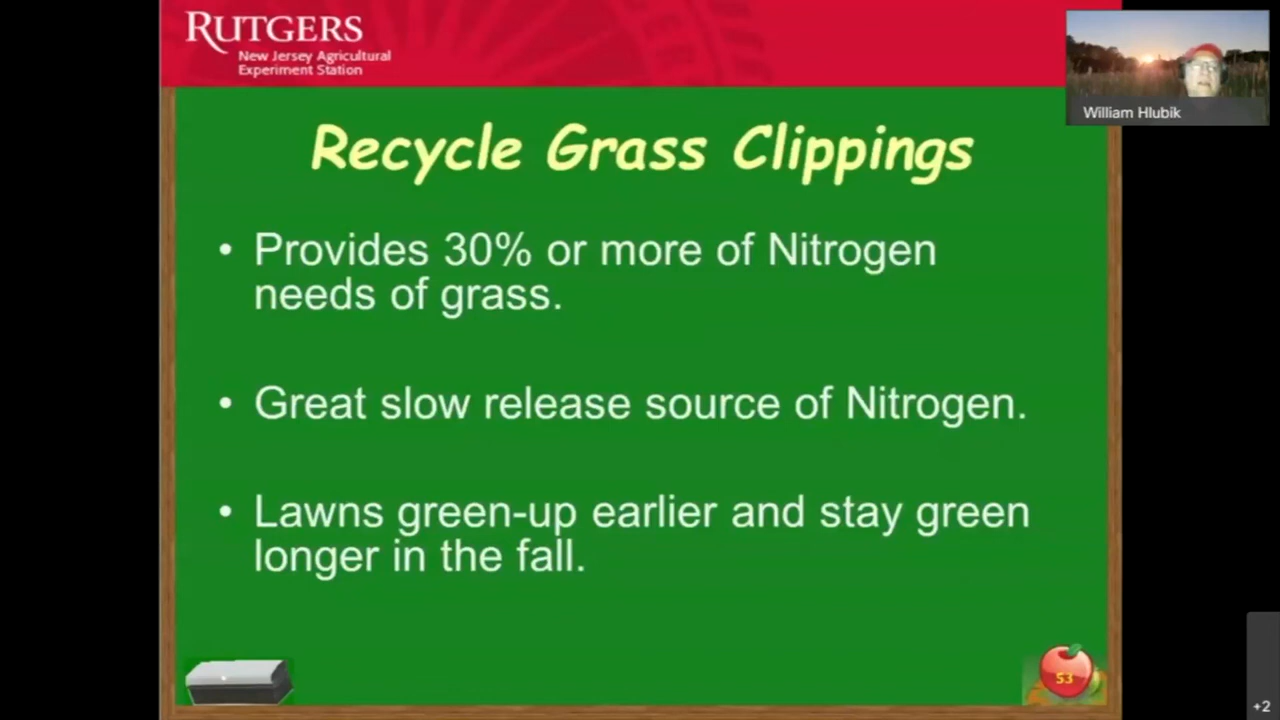 RUTGERS
New Jersey Agricultural
Experiment Station
William Hlubik
Recycle Grass Clippings
• Provides 30% or more of Nitrogen
needs of grass.
• Great slow release source of Nitrogen.
• Lawns green-up earlier and stay green
longer in the fall.
53
+2